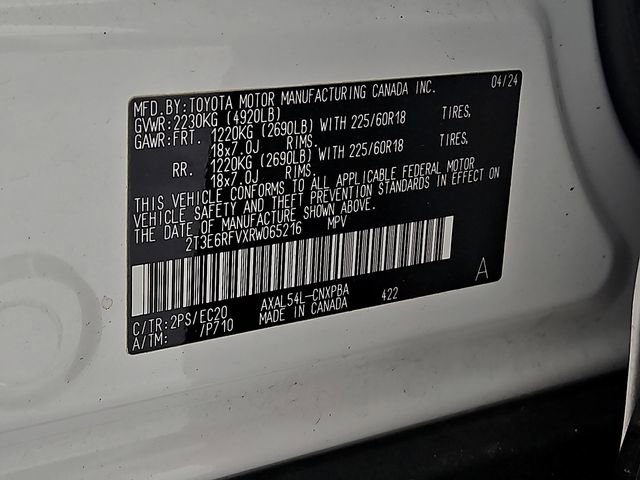 MFD. BY: TOYOTA MOTOR MANUFACTURING CANADA INC. 04/24
GVWR: 2230KG (4920LB)
GAWR: FRT. 1220KG (2690LB) WITH 225/60R18 TIRES,
18x7.0J RIMS.
RR. 1220KG (2690LB) WITH 225/60R18 TIRES,
18x7.0J RIMS.
THIS VEHICLE CONFORMS TO ALL APPLICABLE FEDERAL MOTOR
VEHICLE SAFETY AND THEFT PREVENTION STANDARDS IN EFFECT ON
THE DATE OF MANUFACTURE SHOWN ABOVE.
2T3E6RFVXRW065216 MPV
C/TR: 2PS/EC20 AXAL54L-CNXPBA 422 A
A/TM: /P710 MADE IN CANADA